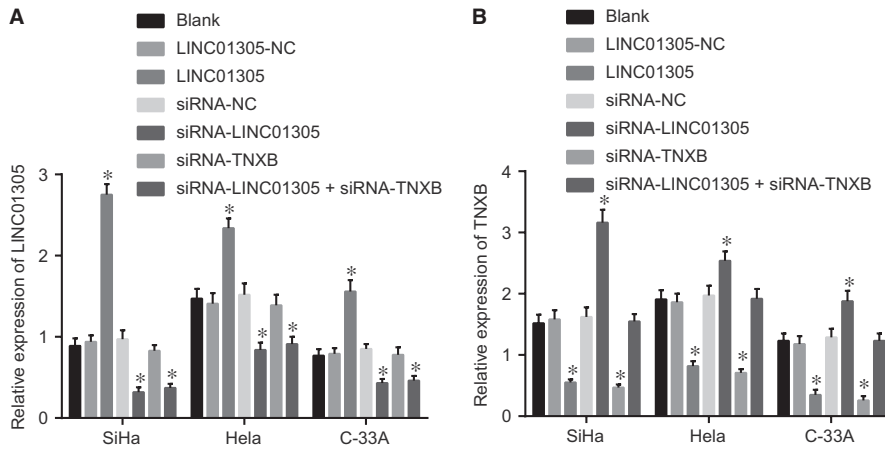 A
Blank
LINC01305-NC
LINC01305
siRNA-NC
siRNA-LINC01305
siRNA-TNXB
siRNA-LINC01305 + siRNA-TNXB
Relative expression of LINC01305
3
2
1
0
*
*
*
*
*
*
*
*
*
SiHa
Hela
C-33A
B
Blank
LINC01305-NC
LINC01305
siRNA-NC
siRNA-LINC01305
siRNA-TNXB
siRNA-LINC01305 + siRNA-TNXB
Relative expression of TNXB
4
3
2
1
0
*
*
*
*
*
*
*
*
*
SiHa
Hela
C-33A